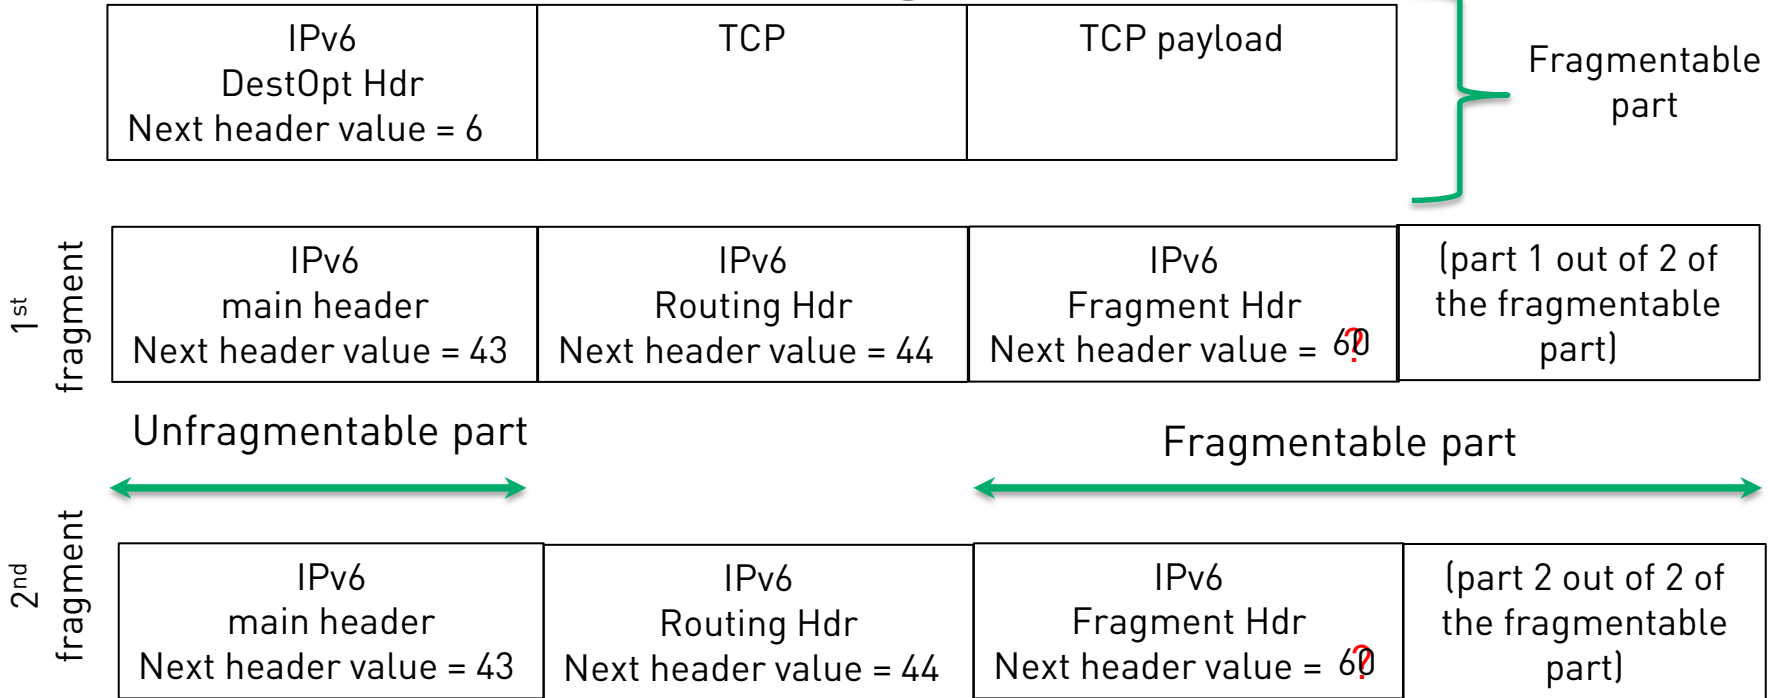 IPv6
DestOpt Hdr
Next header value = 6
TCP
TCP payload
Fragmentable
part
1st
fragment
IPv6
main header
Next header value = 43
IPv6
Routing Hdr
Next header value = 44
IPv6
Fragment Hdr
Next header value = 60
?
(part 1 out of 2 of
the fragmentable
part)
Unfragmentable part
Fragmentable part
2nd
fragment
IPv6
main header
Next header value = 43
IPv6
Routing Hdr
Next header value = 44
IPv6
Fragment Hdr
Next header value = 60
?
(part 2 out of 2 of
the fragmentable
part)